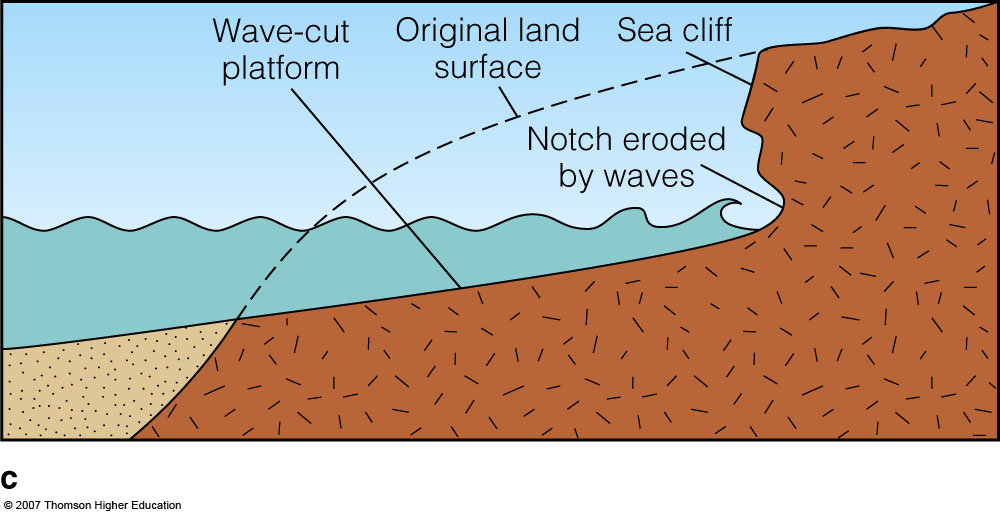 Wave-cut
platform
Original land
surface
Sea cliff
Notch eroded
by waves
C
© 2007 Thomson Higher Education